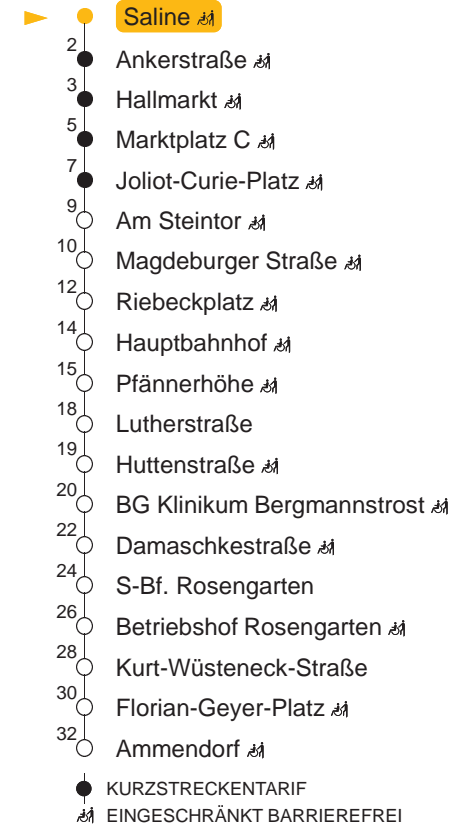 Saline
2
Ankerstraße
3
Hallmarkt
5
Marktplatz C
7
Joliot-Curie-Platz
9
Am Steintor
10
Magdeburger Straße
12
Riebeckplatz
14
Hauptbahnhof
15
Pfännerhöhe
18
Lutherstraße
19
Huttenstraße
20
BG Klinikum Bergmannstrost
22
Damaschkestraße
24
S-Bf. Rosengarten
26
Betriebshof Rosengarten
28
Kurt-Wüsteneck-Straße
30
Florian-Geyer-Platz
32
Ammendorf
KURZSTRECKENTARIF
EINGESCHRÄNKT BARRIEREFREI